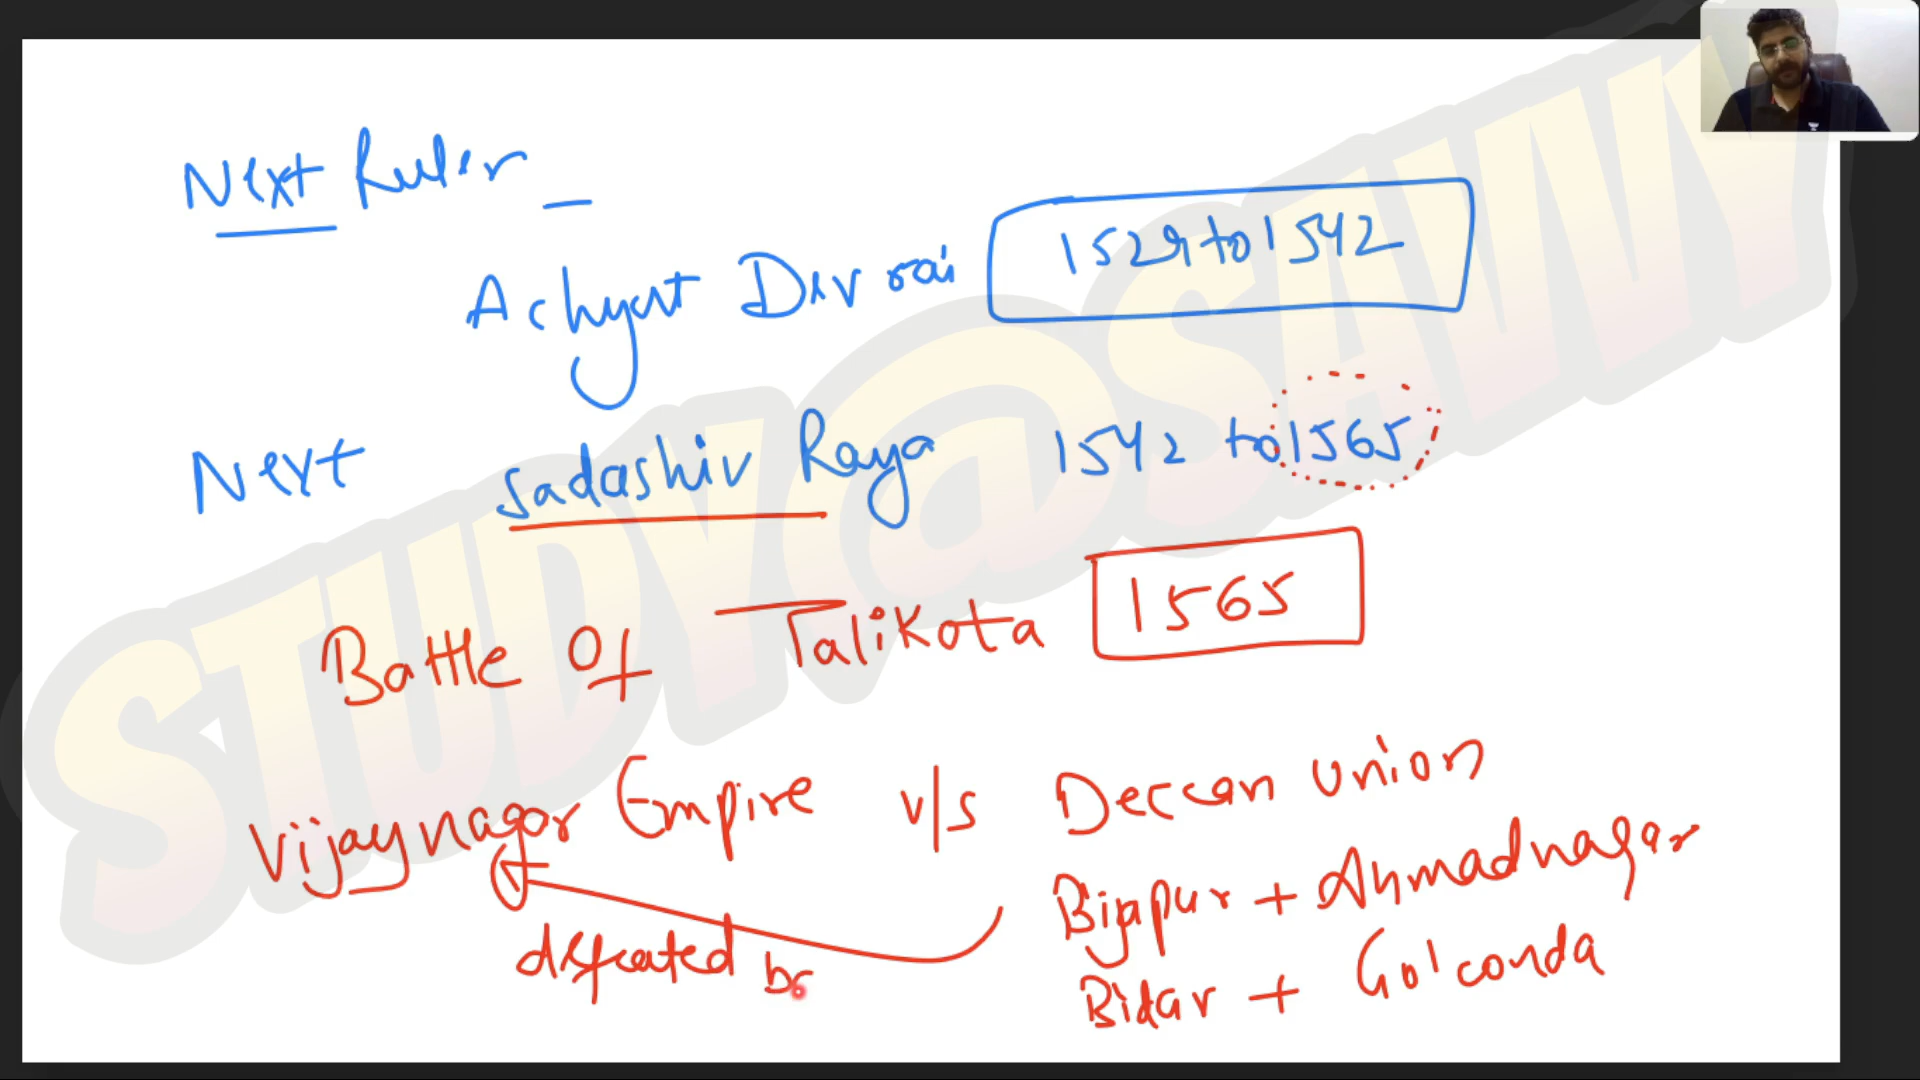 Next Ruler -
Achyut Dev rai 1529 to 1542
Next Sadashiv Raya 1542 to 1565
Battle Of Talikota 1565
Vijaynagar Empire v/s Deccan Union
Bijapur + Ahmadnagar
Bidar + Golconda
defeated
STUDY@SAVVY